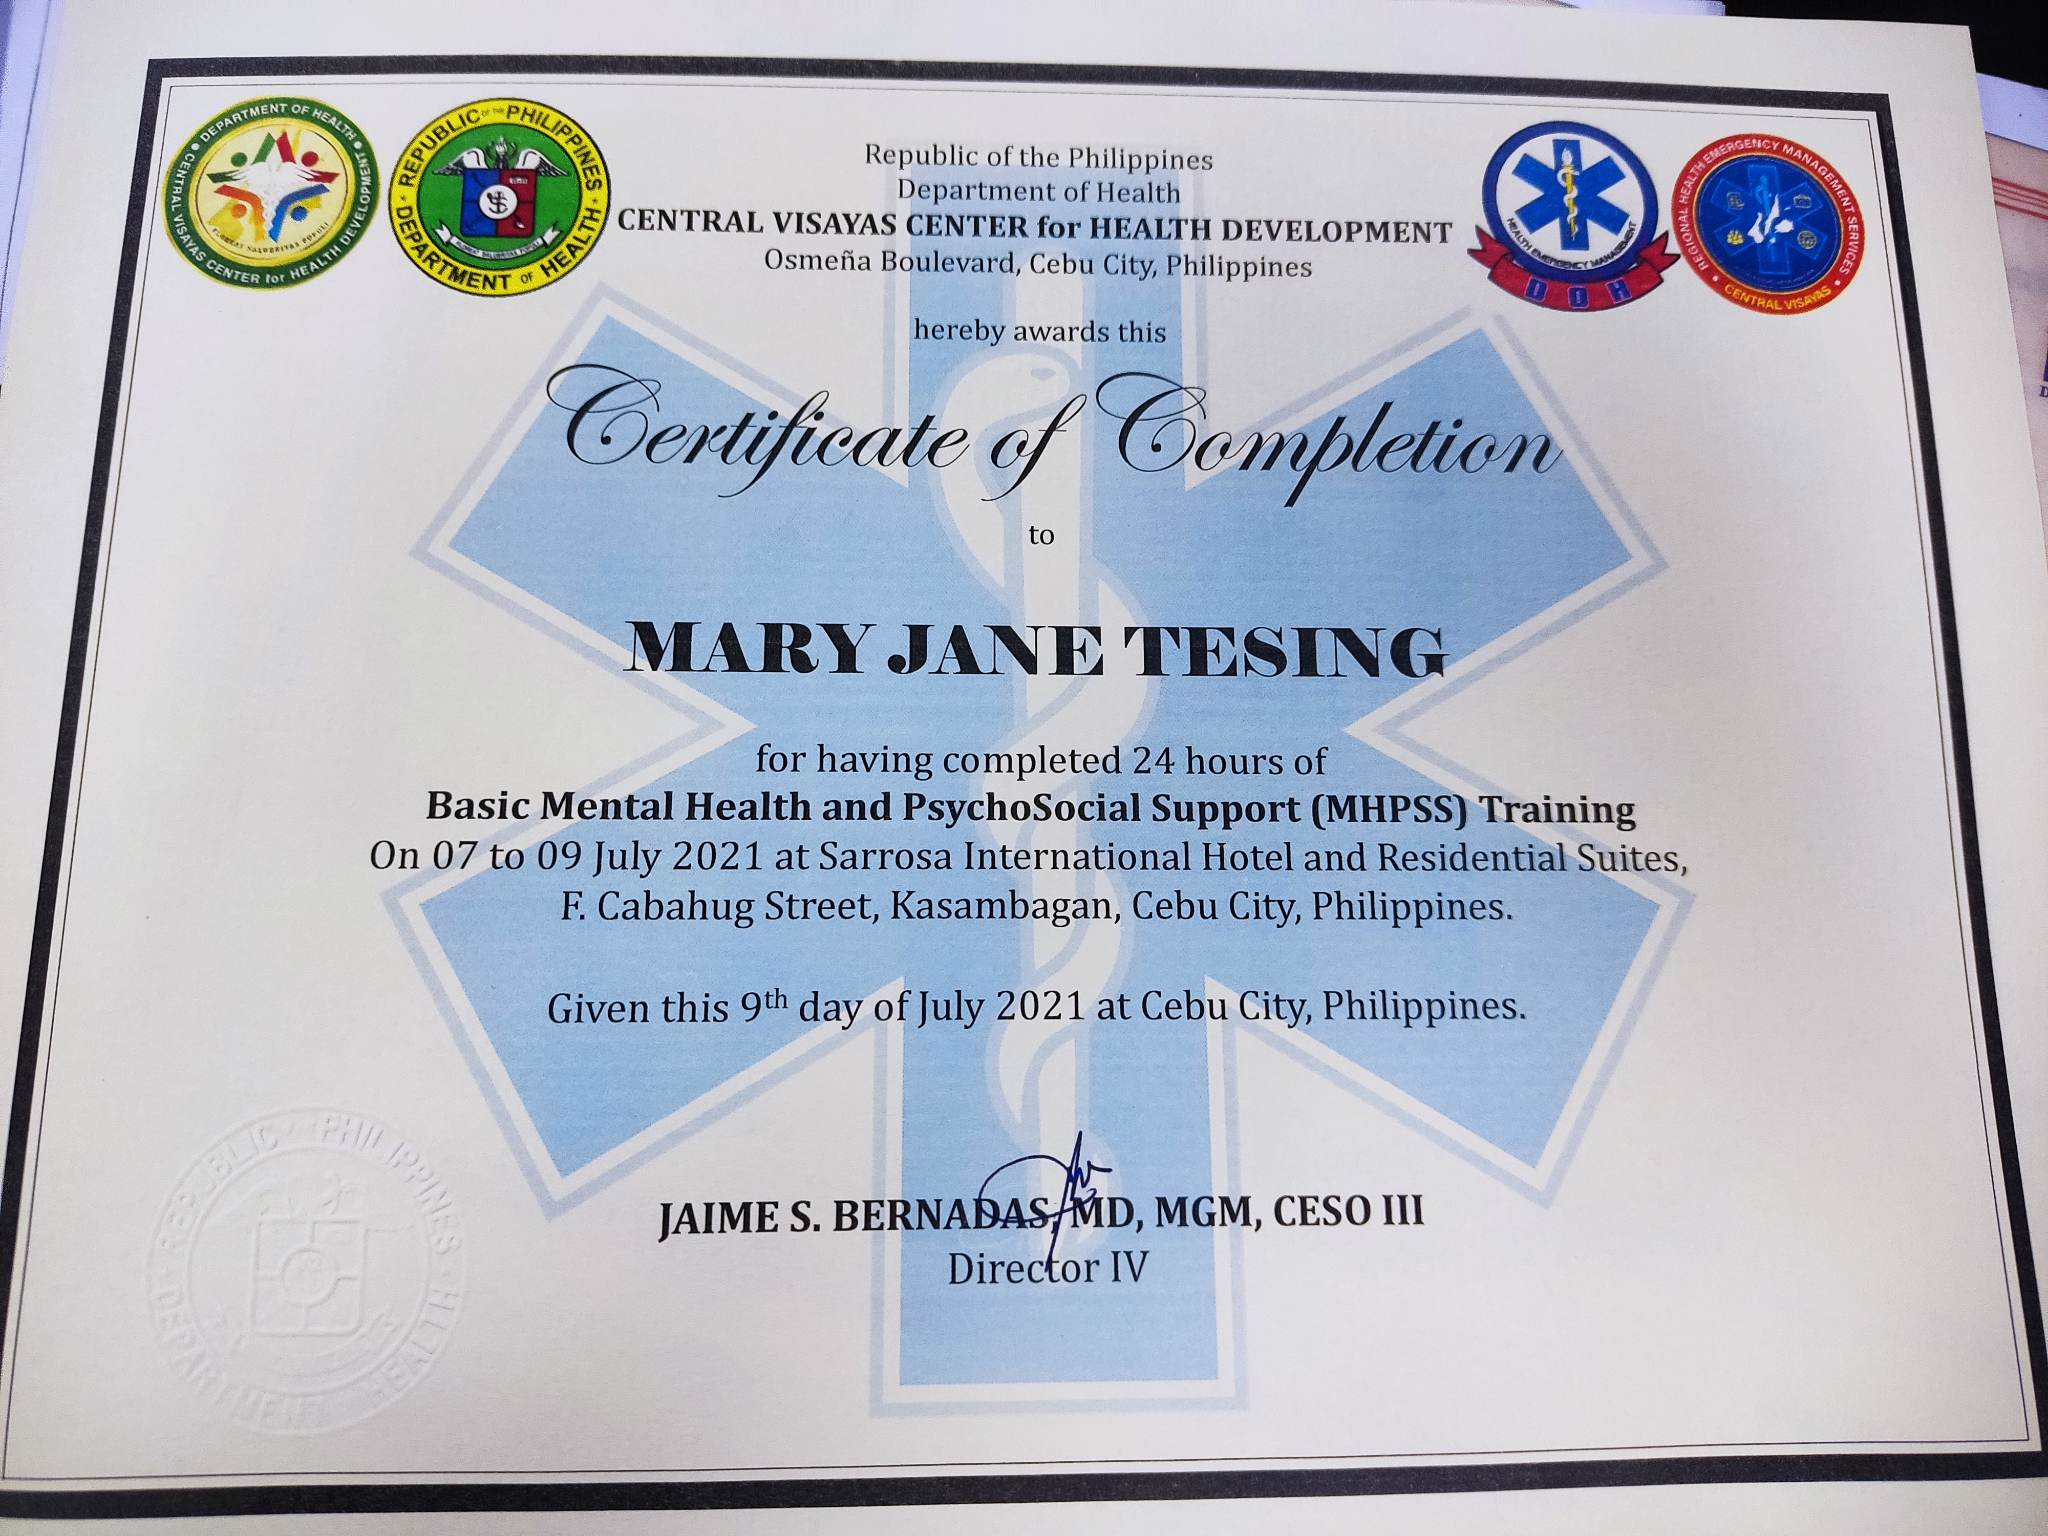 DEPARTMENT OF HEALTH
CENTRAL VISAYAS CENTER for HEALTH DEVELOPMENT
REPUBLIC OF THE PHILIPPINES
DEPARTMENT OF HEALTH
Republic of the Philippines
Department of Health
CENTRAL VISAYAS CENTER for HEALTH DEVELOPMENT
Osmeña Boulevard, Cebu City, Philippines
HEALTH EMERGENCY MANAGEMENT
DOH
REGIONAL HEALTH EMERGENCY MANAGEMENT SERVICES
CENTRAL VISAYAS
hereby awards this
Certificate of Completion
to
MARY JANE TESING
for having completed 24 hours of
Basic Mental Health and PsychoSocial Support (MHPSS) Training
On 07 to 09 July 2021 at Sarrosa International Hotel and Residential Suites,
F. Cabahug Street, Kasambagan, Cebu City, Philippines.
Given this 9th day of July 2021 at Cebu City, Philippines.
JAIME S. BERNADAS, MD, MGM, CESO III
Director IV
REPUBLIC PHILIPPINES
DEPARTMENT HEALTH